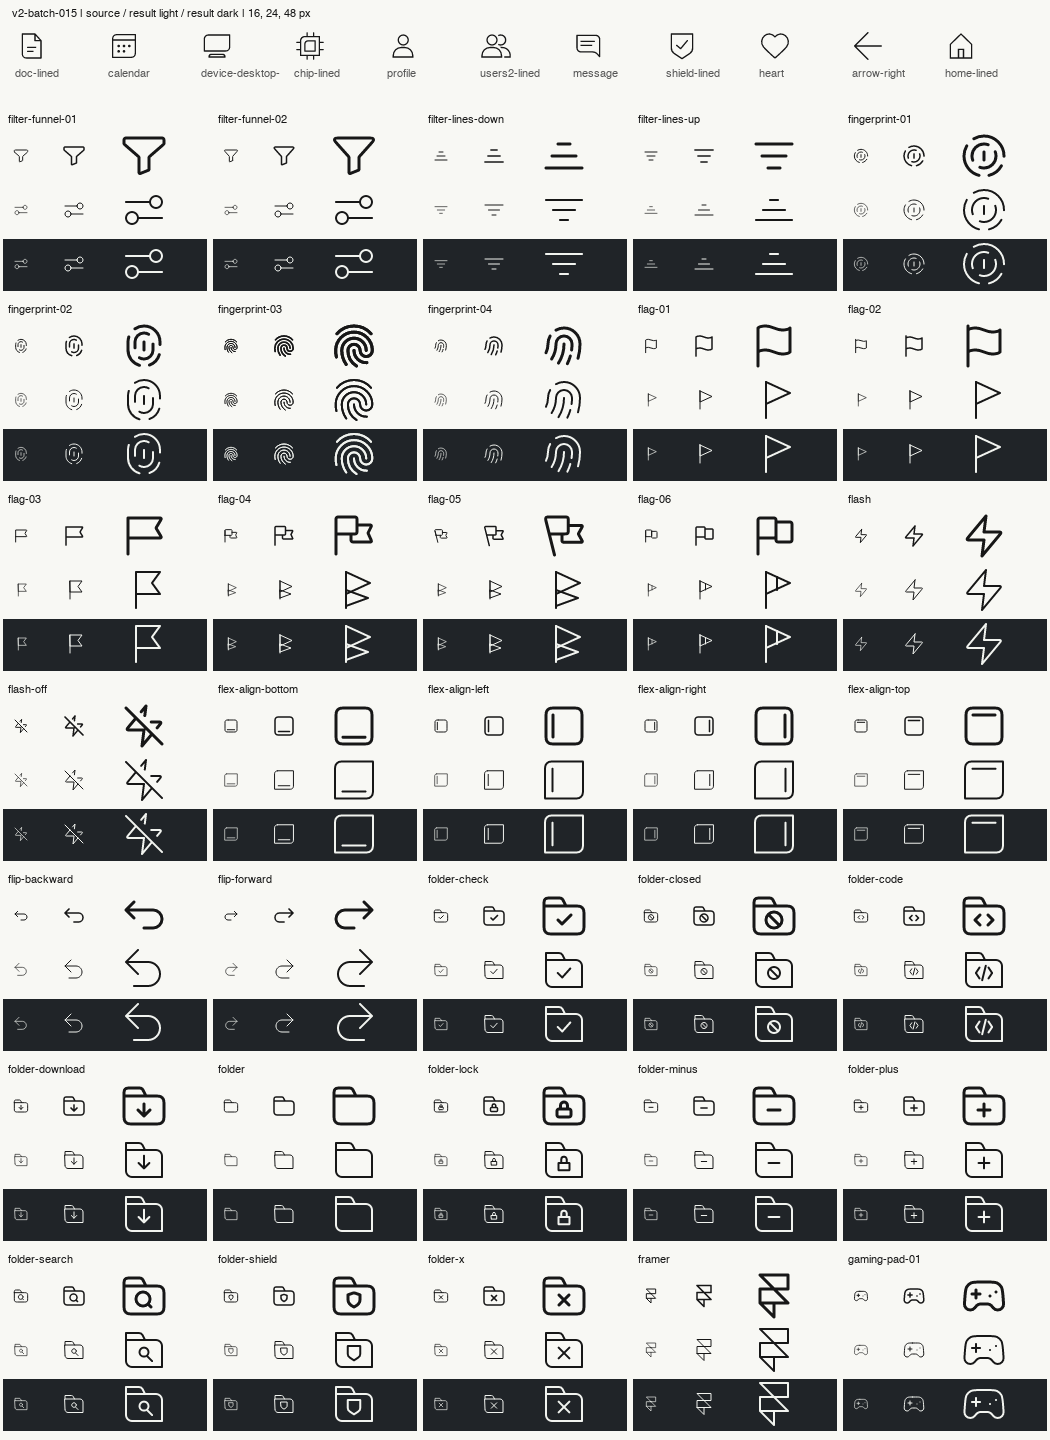 v2-batch-015 | source / result light / result dark | 16, 24, 48 px
doc-lined calendar device-desktop- chip-lined profile users2-lined message shield-lined heart arrow-right home-lined
filter-funnel-01 filter-funnel-02 filter-lines-down filter-lines-up fingerprint-01
fingerprint-02 fingerprint-03 fingerprint-04 flag-01 flag-02
flag-03 flag-04 flag-05 flag-06 flash
flash-off flex-align-bottom flex-align-left flex-align-right flex-align-top
flip-backward flip-forward folder-check folder-closed folder-code
folder-download folder folder-lock folder-minus folder-plus
folder-search folder-shield folder-x framer gaming-pad-01